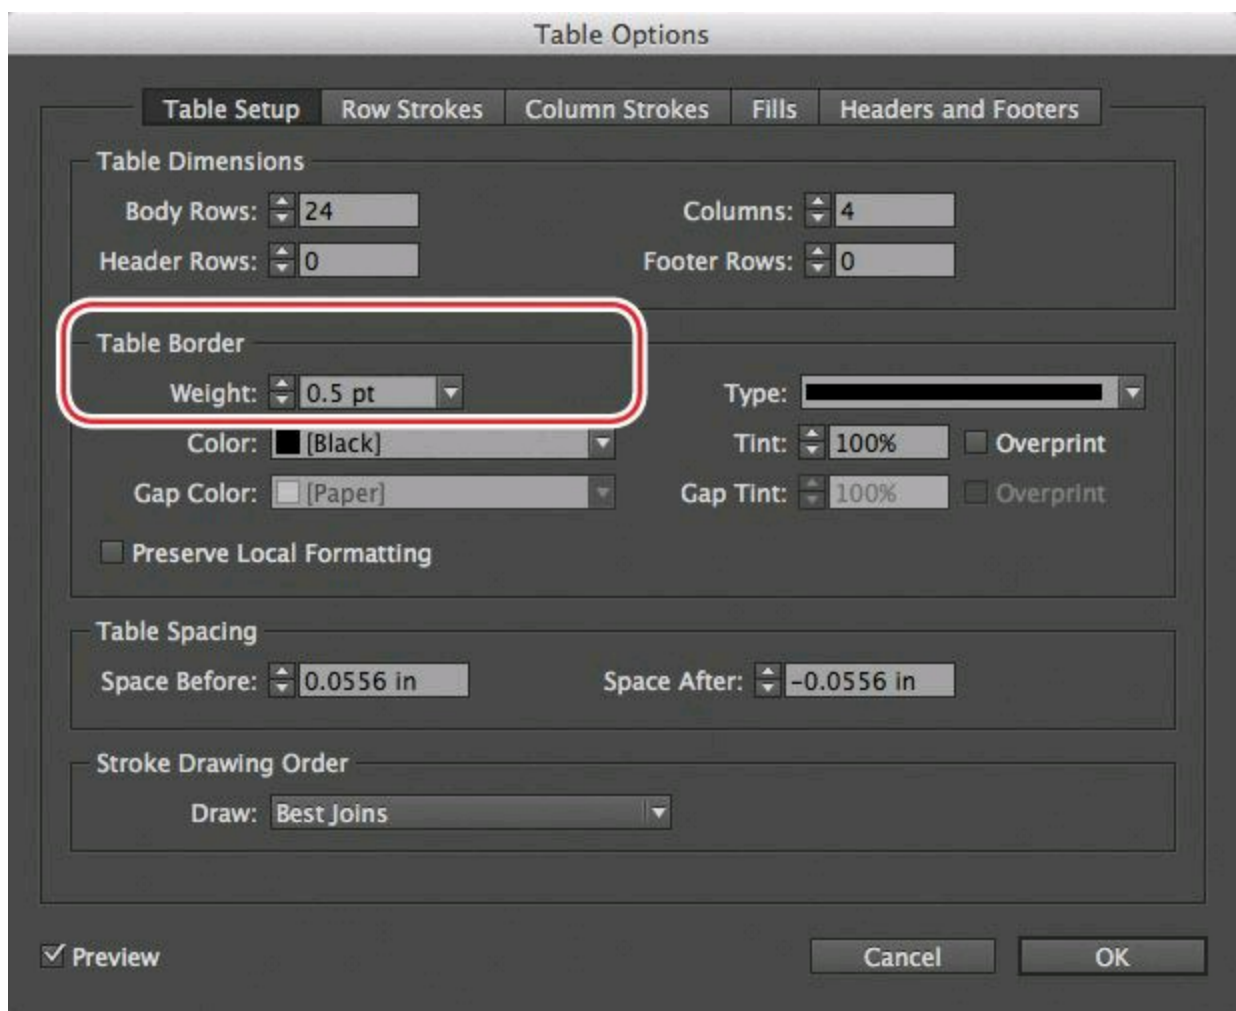 Table Options
Table Setup Row Strokes Column Strokes Fills Headers and Footers
Table Dimensions
Body Rows: 24 Columns: 4
Header Rows: 0 Footer Rows: 0
Table Border
Weight: 0.5 pt Type:
Color: [Black] Tint: 100% Overprint
Gap Color: [Paper] Gap Tint: 100% Overprint
Preserve Local Formatting
Table Spacing
Space Before: 0.0556 in Space After: -0.0556 in
Stroke Drawing Order
Draw: Best Joins
Preview Cancel OK